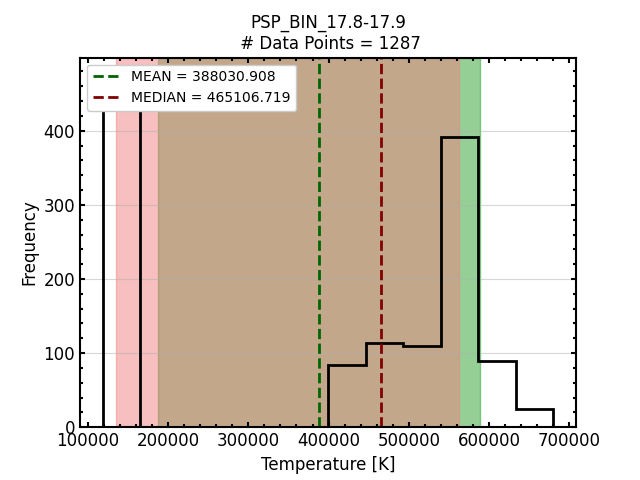 PSP_BIN_17.8-17.9
# Data Points = 1287
MEAN = 388030.908
MEDIAN = 465106.719
Frequency
400
300
200
100
0
100000 200000 300000 400000 500000 600000 700000
Temperature [K]